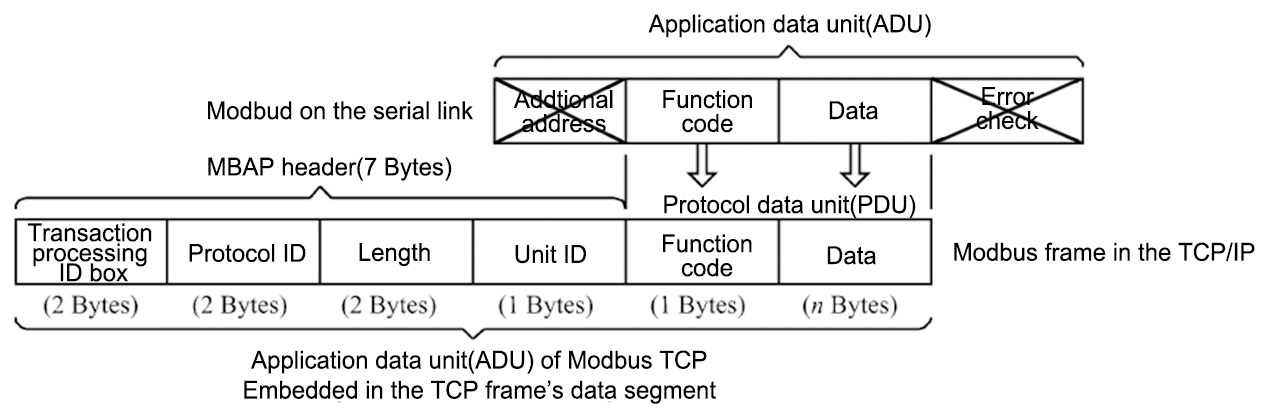 Application data unit(ADU)
Modbud on the serial link
Addtional
address
Function
code
Data
Error
check
MBAP header(7 Bytes)
Protocol data unit(PDU)
Transaction
processing
ID box
Protocol ID
Length
Unit ID
Function
code
Data
Modbus frame in the TCP/IP
(2 Bytes)
(2 Bytes)
(2 Bytes)
(1 Bytes)
(1 Bytes)
(n Bytes)
Application data unit(ADU) of Modbus TCP
Embedded in the TCP frame’s data segment